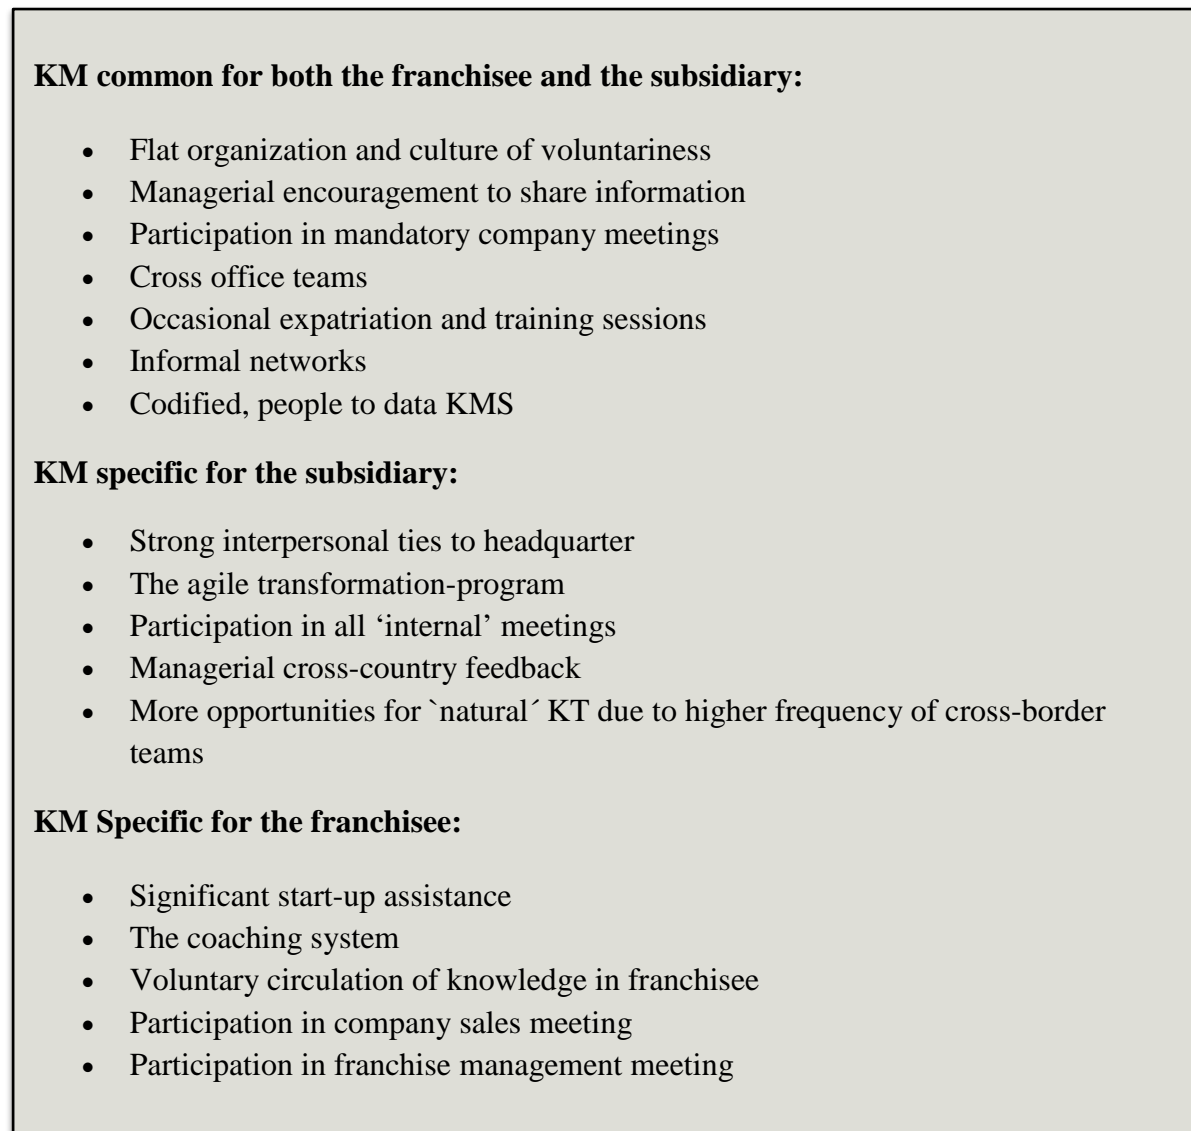 KM common for both the franchisee and the subsidiary:
• Flat organization and culture of voluntariness
• Managerial encouragement to share information
• Participation in mandatory company meetings
• Cross office teams
• Occasional expatriation and training sessions
• Informal networks
• Codified, people to data KMS
KM specific for the subsidiary:
• Strong interpersonal ties to headquarter
• The agile transformation-program
• Participation in all ‘internal’ meetings
• Managerial cross-country feedback
• More opportunities for `natural´ KT due to higher frequency of cross-border
teams
KM Specific for the franchisee:
• Significant start-up assistance
• The coaching system
• Voluntary circulation of knowledge in franchisee
• Participation in company sales meeting
• Participation in franchise management meeting